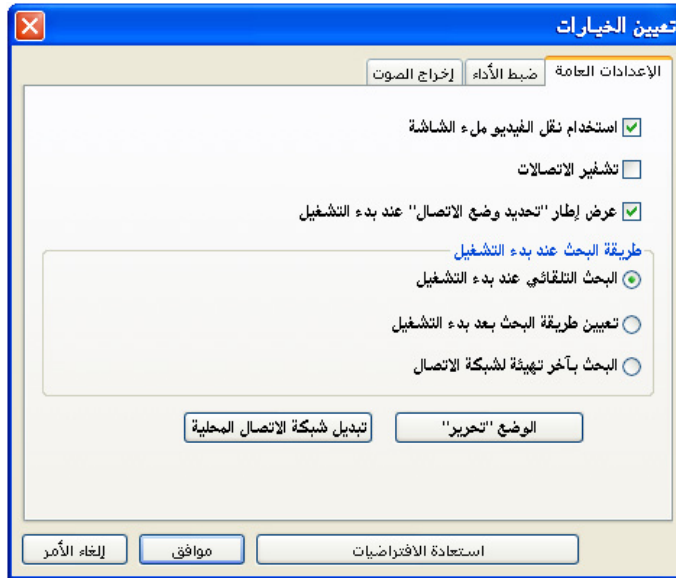 تعيين الخيارات
الإعدادات العامة
ضبط الأداء
إخراج الصوت
استخدام نقل الفيديو ملء الشاشة
تشفير الاتصالات
عرض إطار "تحديد وضع الاتصال" عند بدء التشغيل
طريقة البحث عند بدء التشغيل
البحث التلقائي عند بدء التشغيل
تعيين طريقة البحث بعد بدء التشغيل
البحث بآخر تهيئة لشبكة الاتصال
الوضع "تحرير"
تبديل شبكة الاتصال المحلية
استعادة الافتراضيات
موافق
إلغاء الأمر